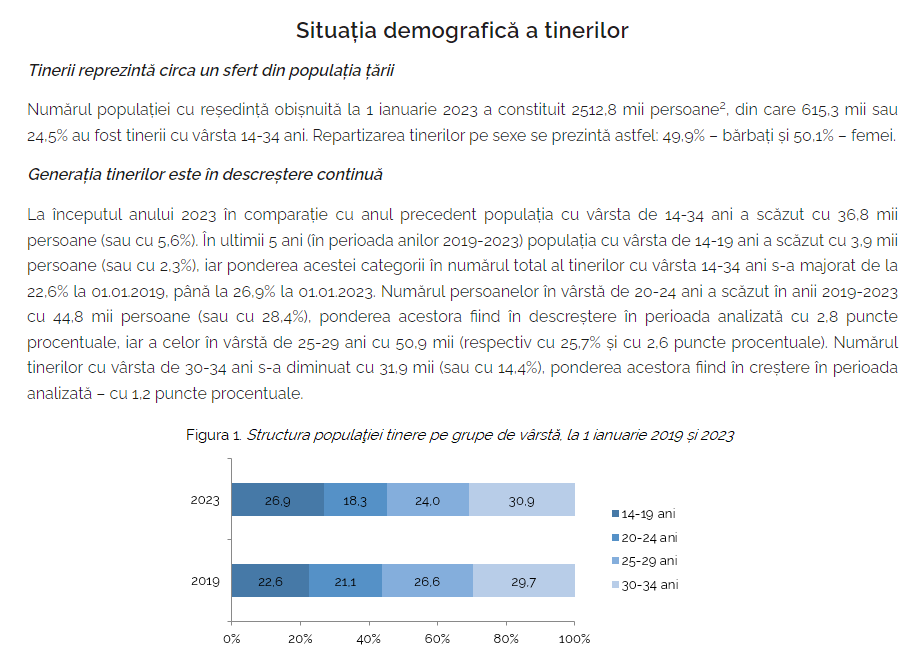 Situația demografică a tinerilor
Tinerii reprezintă circa un sfert din populația țării
Numărul populației cu reședință obișnuită la 1 ianuarie 2023 a constituit 2512,8 mii persoane², din care 615,3 mii sau
24,5% au fost tinerii cu vârsta 14-34 ani. Repartizarea tinerilor pe sexe se prezintă astfel: 49,9% – bărbați și 50,1% – femei.
Generația tinerilor este în descreștere continuă
La începutul anului 2023 în comparație cu anul precedent populația cu vârsta de 14-34 ani a scăzut cu 36,8 mii
persoane (sau cu 5,6%). În ultimii 5 ani (în perioada anilor 2019-2023) populația cu vârsta de 14-19 ani a scăzut cu 3,9 mii
persoane (sau cu 2,3%), iar ponderea acestei categorii în numărul total al tinerilor cu vârsta 14-34 ani s-a majorat de la
22,6% la 01.01.2019, până la 26,9% la 01.01.2023. Numărul persoanelor în vârstă de 20-24 ani a scăzut în anii 2019-2023
cu 44,8 mii persoane (sau cu 28,4%), ponderea acestora fiind în descreștere în perioada analizată cu 2,8 puncte
procentuale, iar a celor în vârstă de 25-29 ani cu 50,9 mii (respectiv cu 25,7% și cu 2,6 puncte procentuale). Numărul
tinerilor cu vârsta de 30-34 ani s-a diminuat cu 31,9 mii (sau cu 14,4%), ponderea acestora fiind în creștere în perioada
analizată – cu 1,2 puncte procentuale.
Figura 1. Structura populaţiei tinere pe grupe de vârstă, la 1 ianuarie 2019 și 2023
2023 26,9 18,3 24,0 30,9
2019 22,6 21,1 26,6 29,7
0% 20% 40% 60% 80% 100%
14-19 ani
20-24 ani
25-29 ani
30-34 ani